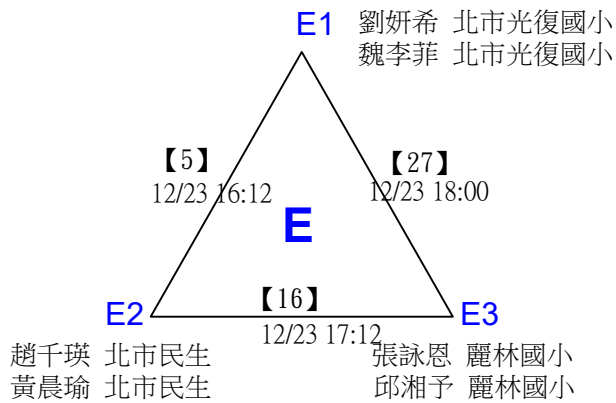 E1 劉妍希 北市光復國小
魏李菲 北市光復國小
【5】
12/23 16:12
【27】
12/23 18:00
E
【16】
12/23 17:12
E2
趙千瑛 北市民生
黃晨瑜 北市民生
E3
張詠恩 麗林國小
邱湘予 麗林國小